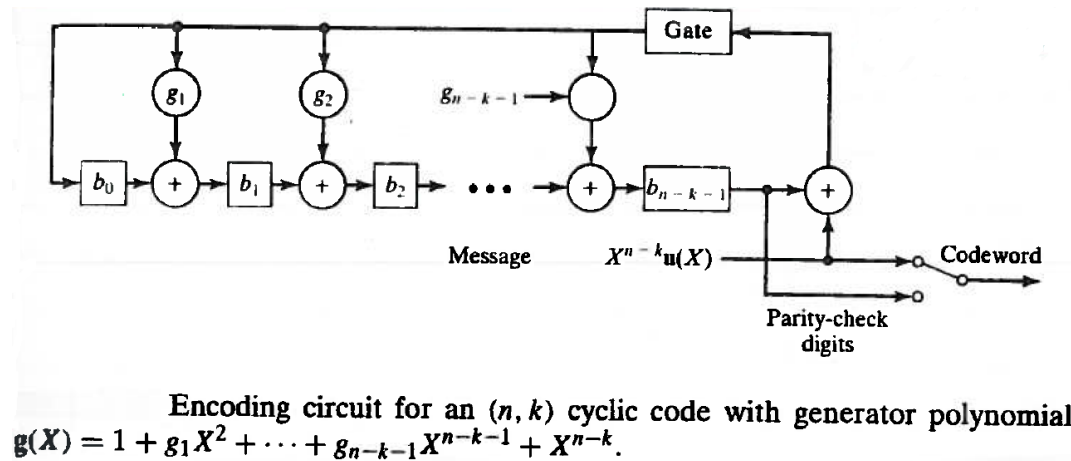 Gate
g₁
g₂
gₙ₋ₖ₋₁
b₀
+
b₁
+
b₂
• • •
+
bₙ₋ₖ₋₁
+
Message
Xⁿ⁻ᵏu(X)
Codeword
Parity-check
digits
Encoding circuit for an (n, k) cyclic code with generator polynomial
g(X) = 1 + g₁X² + ··· + gₙ₋ₖ₋₁Xⁿ⁻ᵏ⁻¹ + Xⁿ⁻ᵏ.